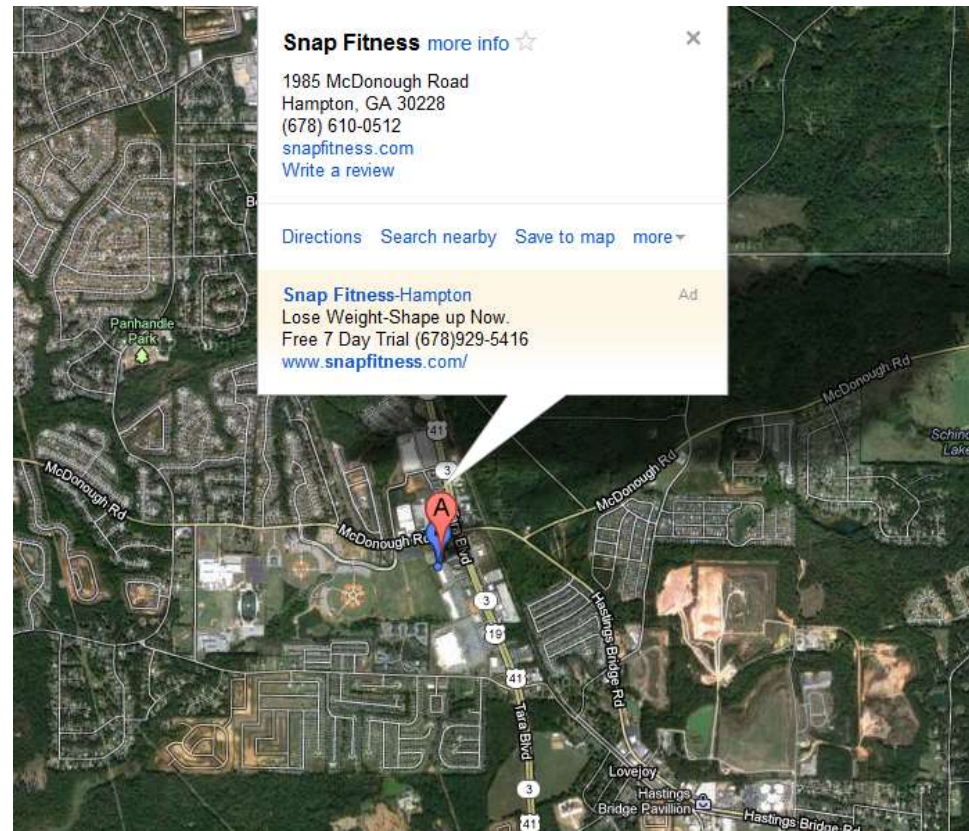 Snap Fitness more info
1985 McDonough Road
Hampton, GA 30228
(678) 610-0512
snapfitness.com
Write a review
Directions Search nearby Save to map more
Snap Fitness-Hampton Ad
Lose Weight-Shape up Now.
Free 7 Day Trial (678)929-5416
www.snapfitness.com/
Panhandle
Park
McDonough Rd
41
3
McDonough Rd
McDonough Rd
A
McDonough Rd
Tara Blvd
3
19
41
Hastings Bridge Rd
Tara Blvd
Lovejoy
Hastings
Bridge Pavilion
3
41
Hastings Bridge Rd
Lake